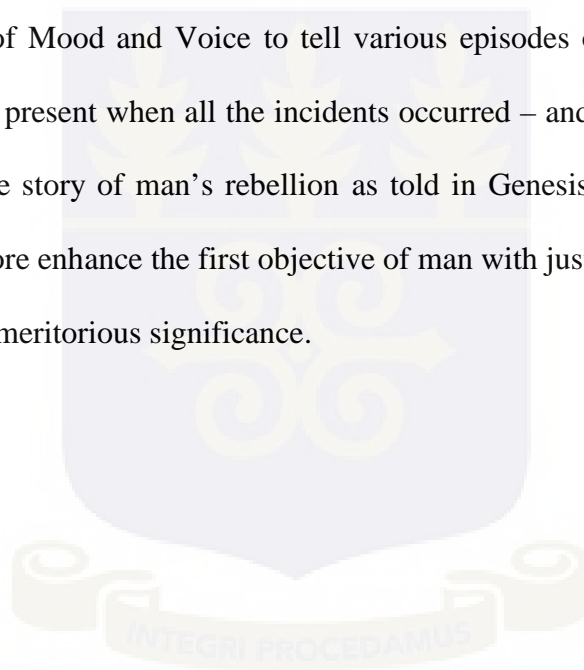 of Mood and Voice to tell various episodes
present when all the incidents occurred – and
story of man's rebellion as told in Genesis
ore enhance the first objective of man with jus
meritorious significance.
INTEGRI PROCEDAMUS